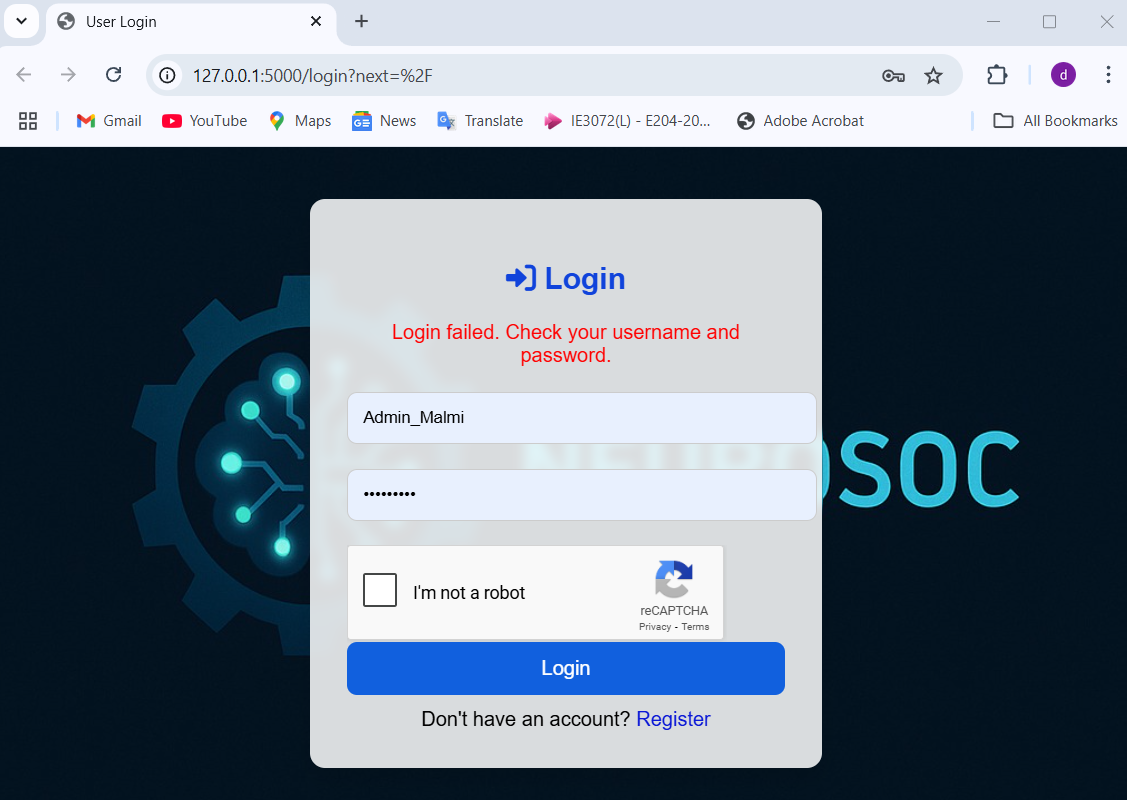 User Login
127.0.0.1:5000/login?next=%2F
d
Gmail
YouTube
Maps
News
Translate
IE3072(L) - E204-20...
Adobe Acrobat
All Bookmarks
Login
Login failed. Check your username and
password.
Admin_Malmi
•••••••••
SOC
I'm not a robot
reCAPTCHA
Privacy - Terms
Login
Don't have an account? Register